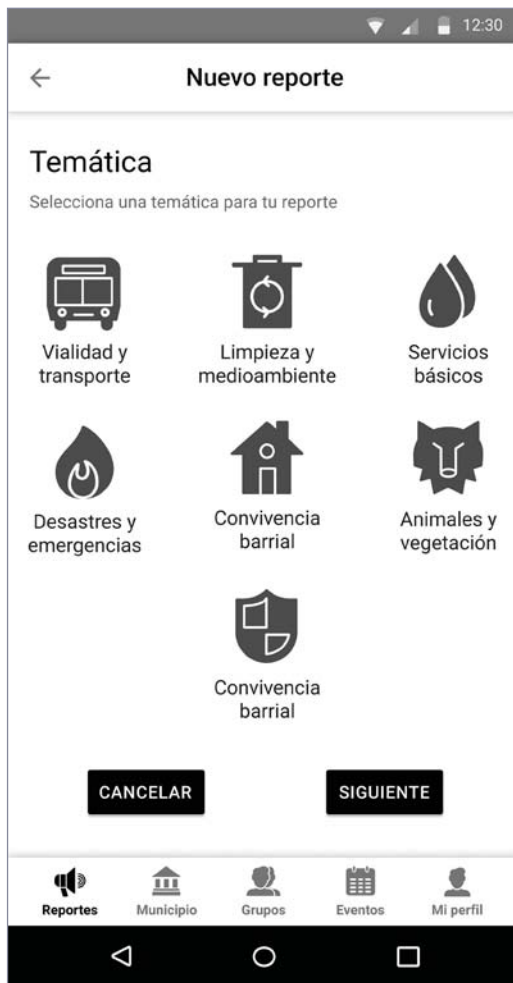 12:30
Nuevo reporte
Temática
Selecciona una temática para tu reporte
Vialidad y
transporte
Limpieza y
medioambiente
Servicios
básicos
Desastres y
emergencias
Convivencia
barrial
Animales y
vegetación
Convivencia
barrial
CANCELAR
SIGUIENTE
Reportes
Municipio
Grupos
Eventos
Mi perfil